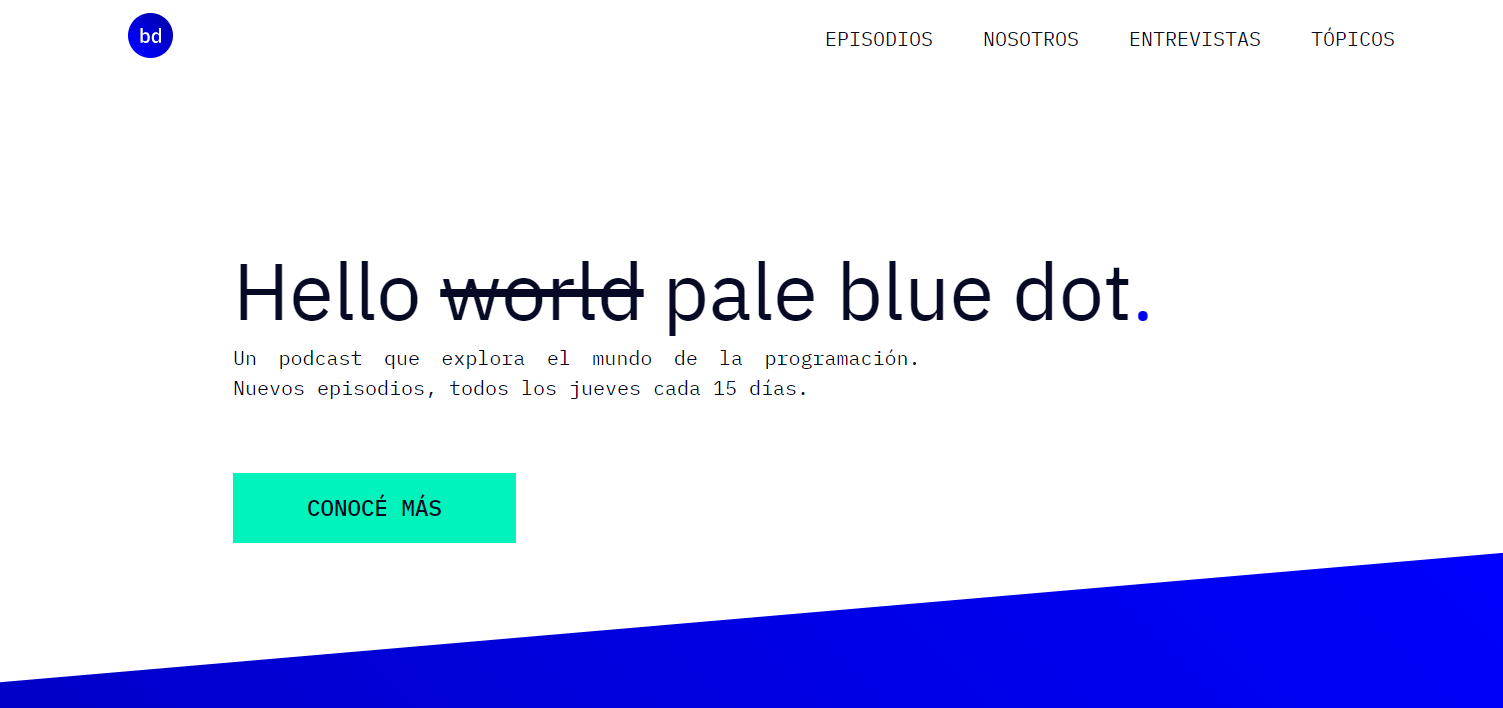 bd
EPISODIOS NOSOTROS ENTREVISTAS TÓPICOS
Hello world pale blue dot.
Un podcast que explora el mundo de la programación.
Nuevos episodios, todos los jueves cada 15 días.
CONOCÉ MÁS